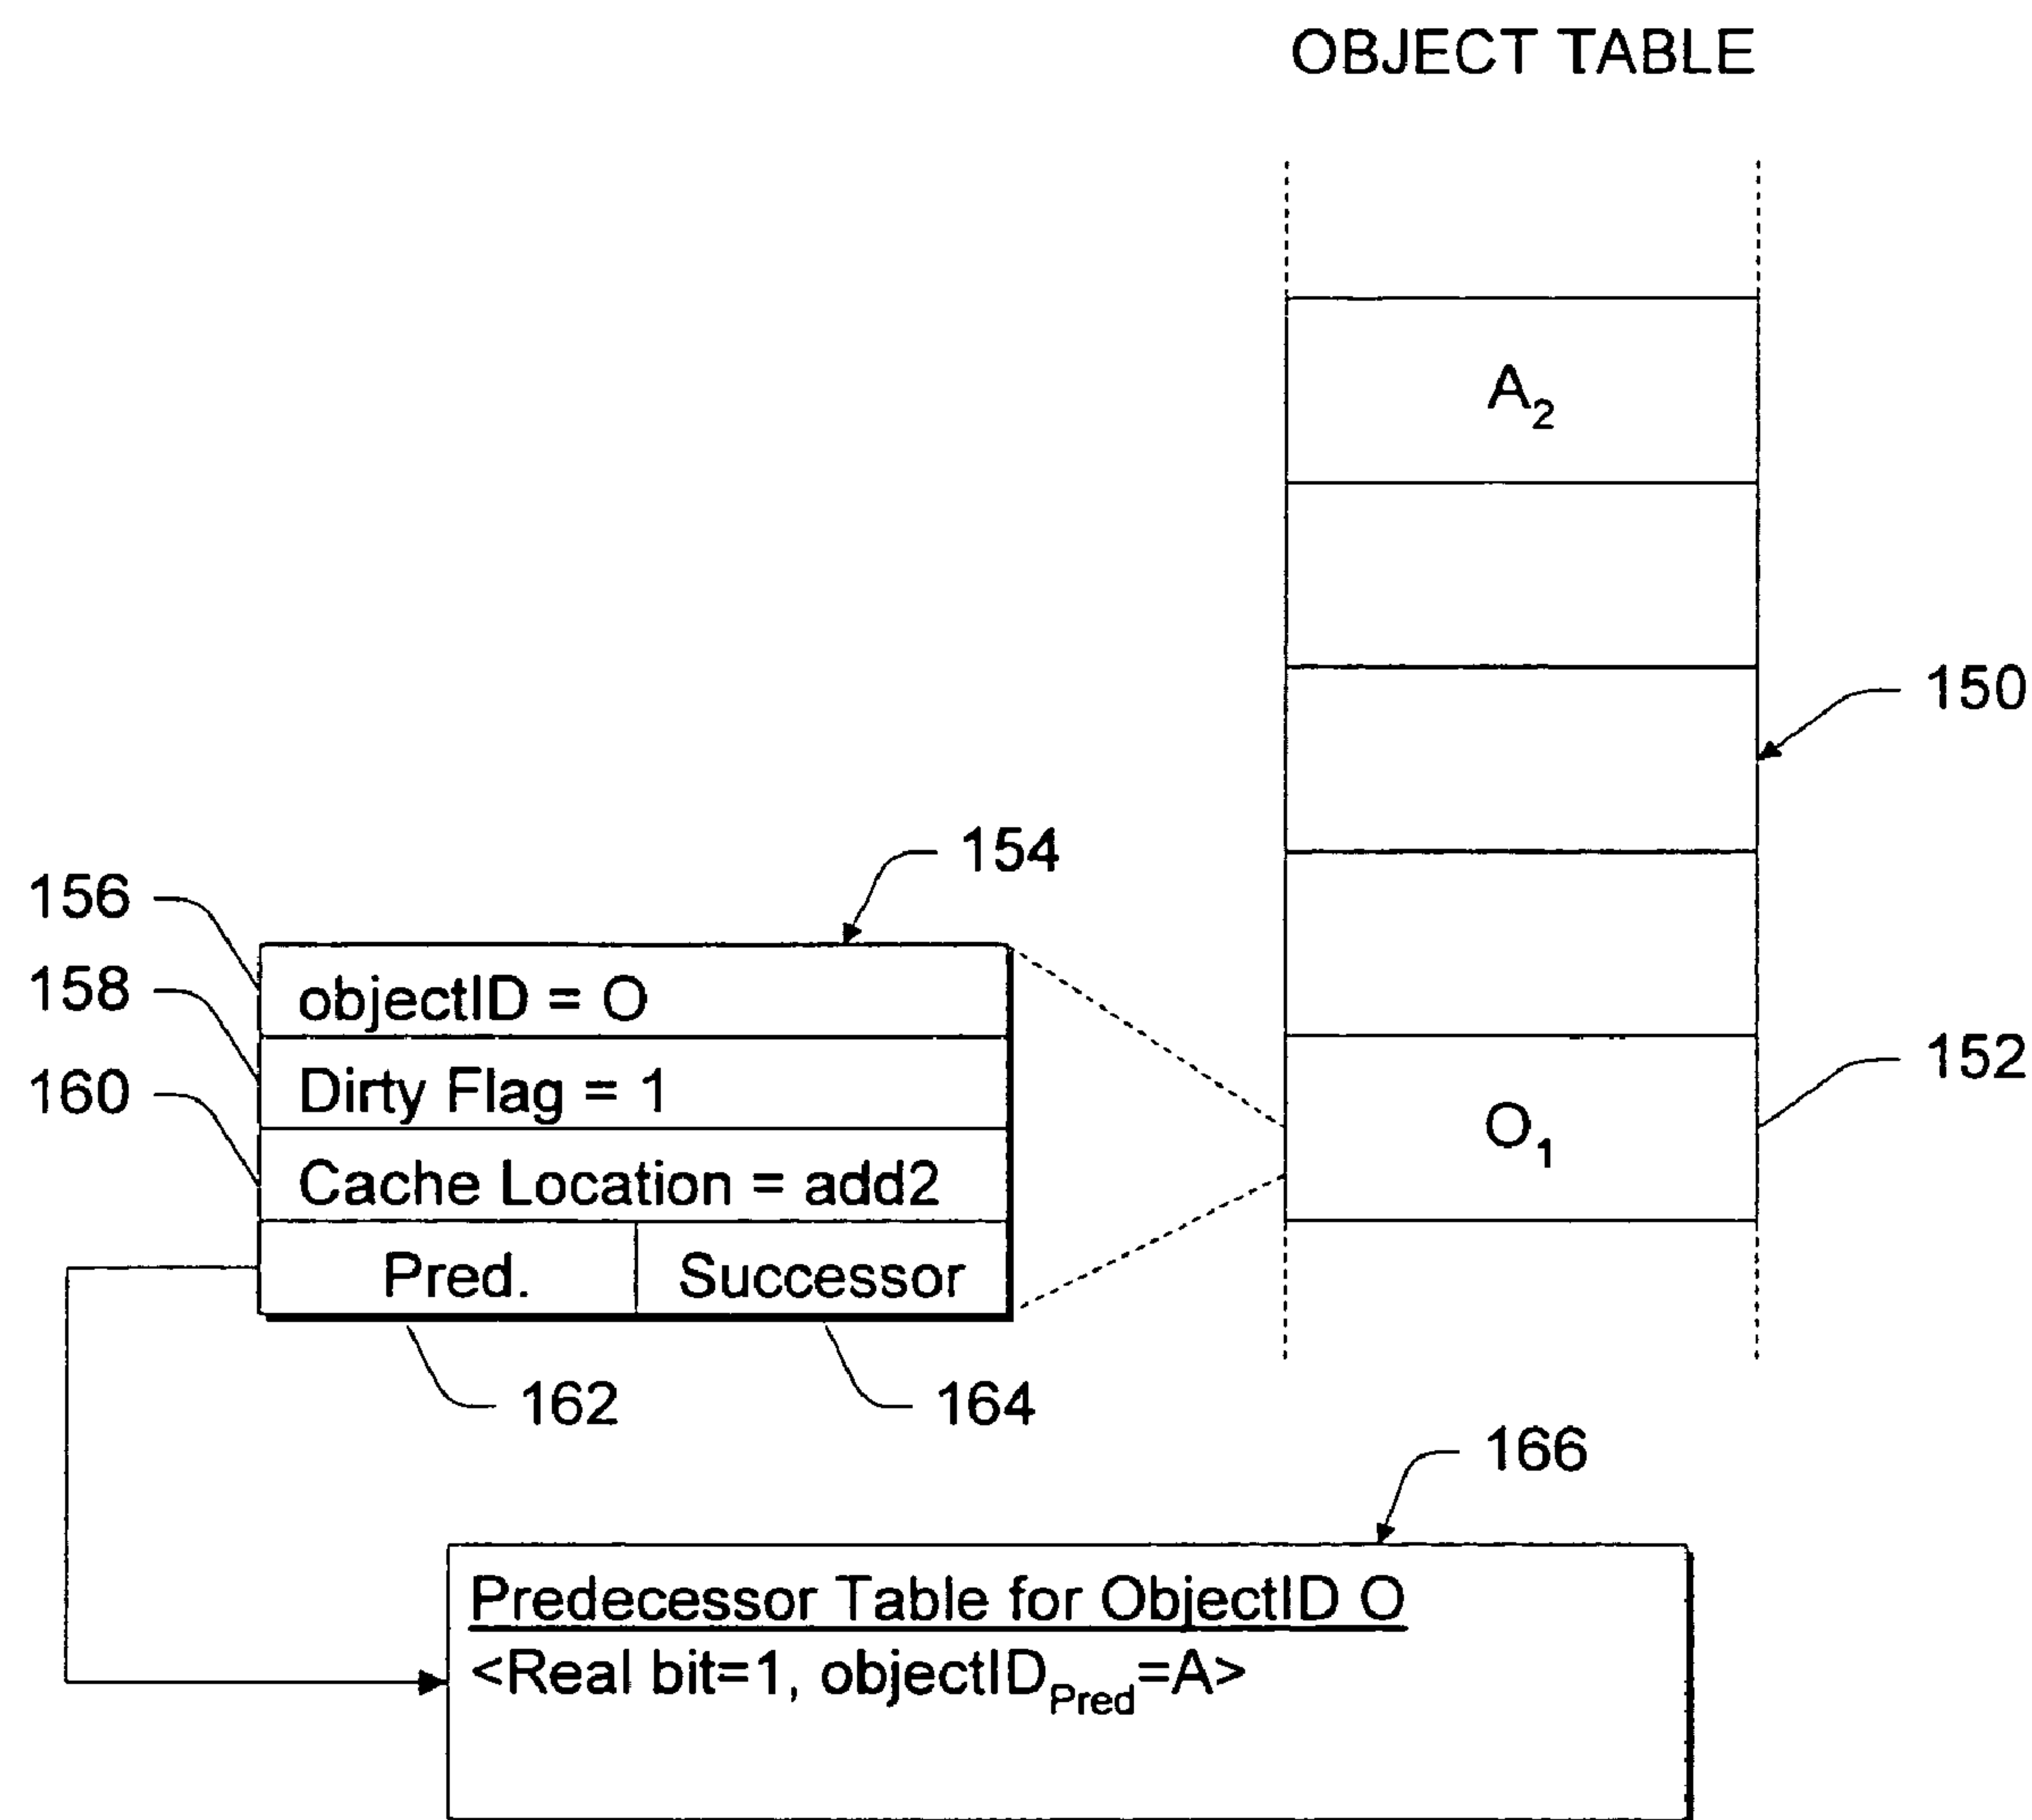 OBJECT TABLE
A₂
150
154
156
objectID = O
158
Dirty Flag = 1
152
160
O₁
Cache Location = add2
Pred.
Successor
162
164
166
Predecessor Table for ObjectID O
<Real bit=1, objectID_Pred=A>